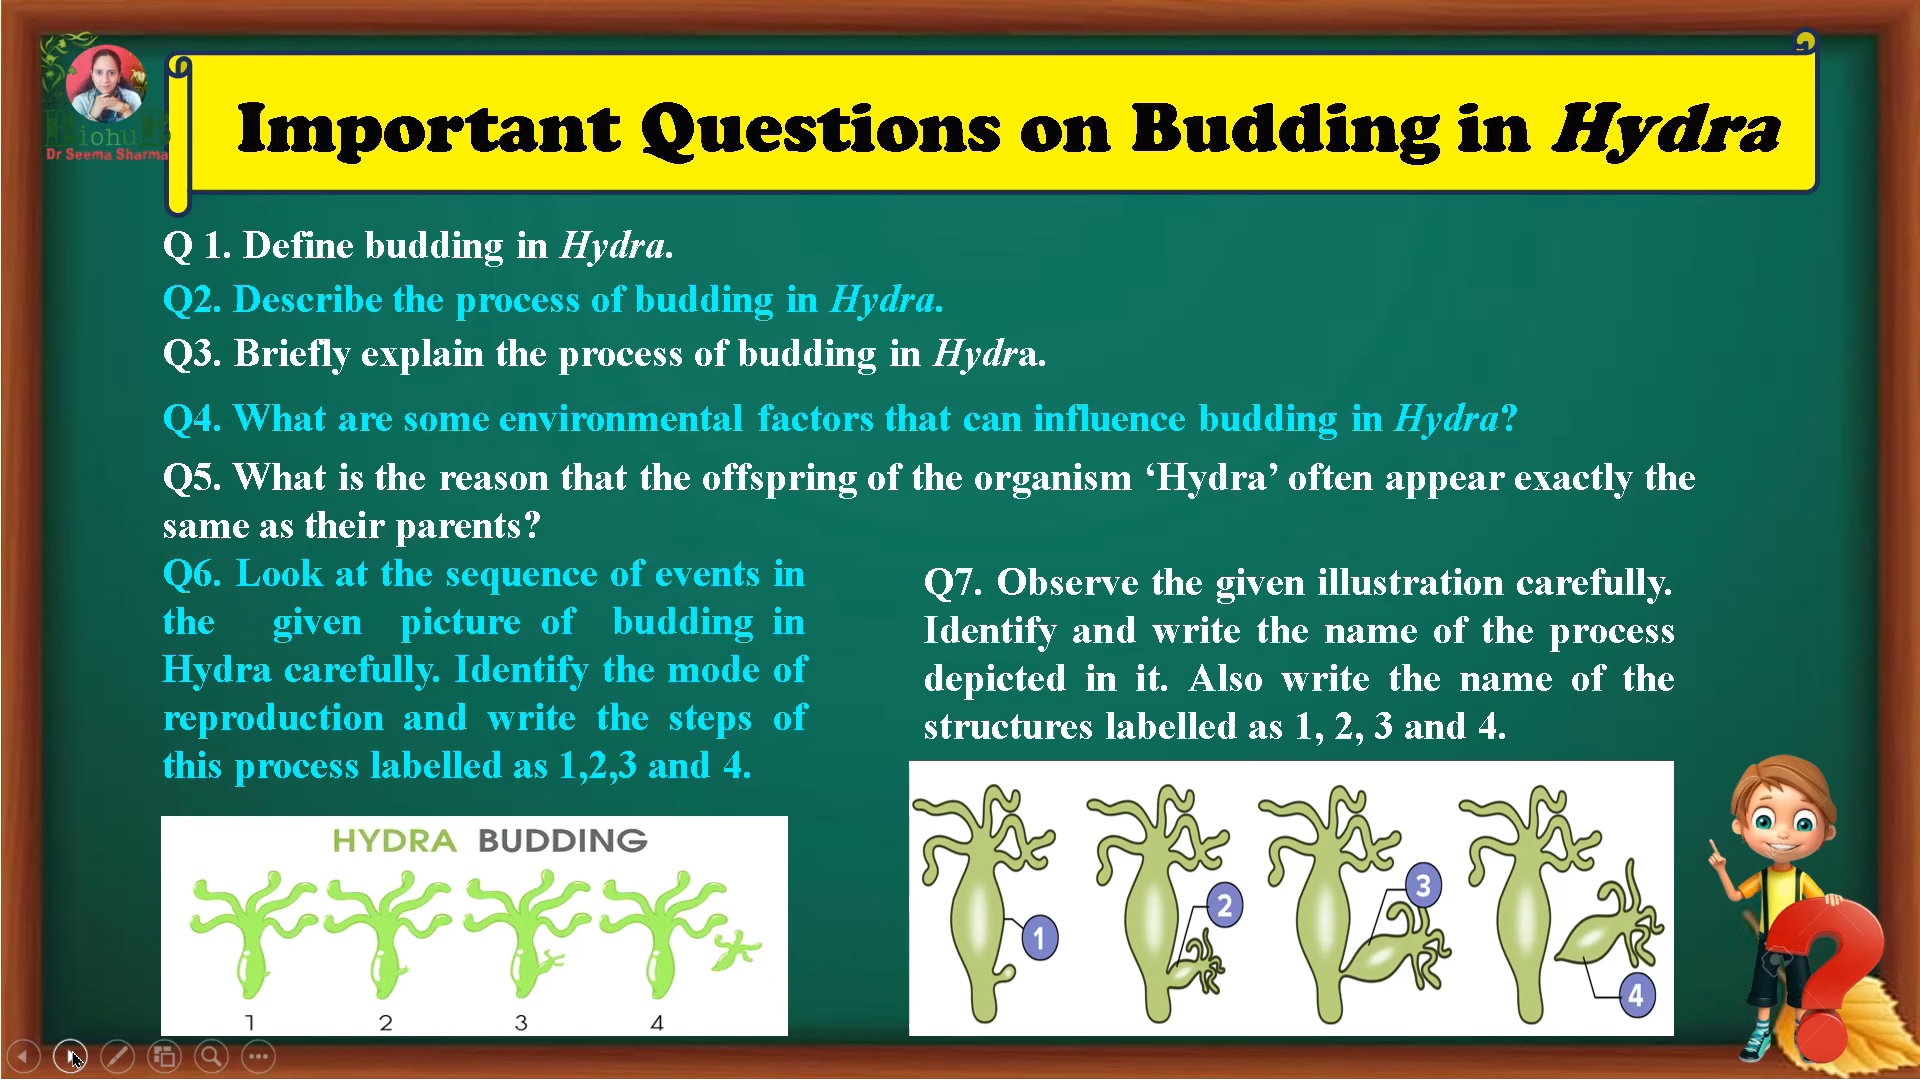 Important Questions on Budding in Hydra
Dr Seema Sharma
Q 1. Define budding in Hydra.
Q2. Describe the process of budding in Hydra.
Q3. Briefly explain the process of budding in Hydra.
Q4. What are some environmental factors that can influence budding in Hydra?
Q5. What is the reason that the offspring of the organism ‘Hydra’ often appear exactly the
same as their parents?
Q6. Look at the sequence of events in
the given picture of budding in
Hydra carefully. Identify the mode of
reproduction and write the steps of
this process labelled as 1,2,3 and 4.
HYDRA BUDDING
1 2 3 4
Q7. Observe the given illustration carefully.
Identify and write the name of the process
depicted in it. Also write the name of the
structures labelled as 1, 2, 3 and 4.
1
2
3
4